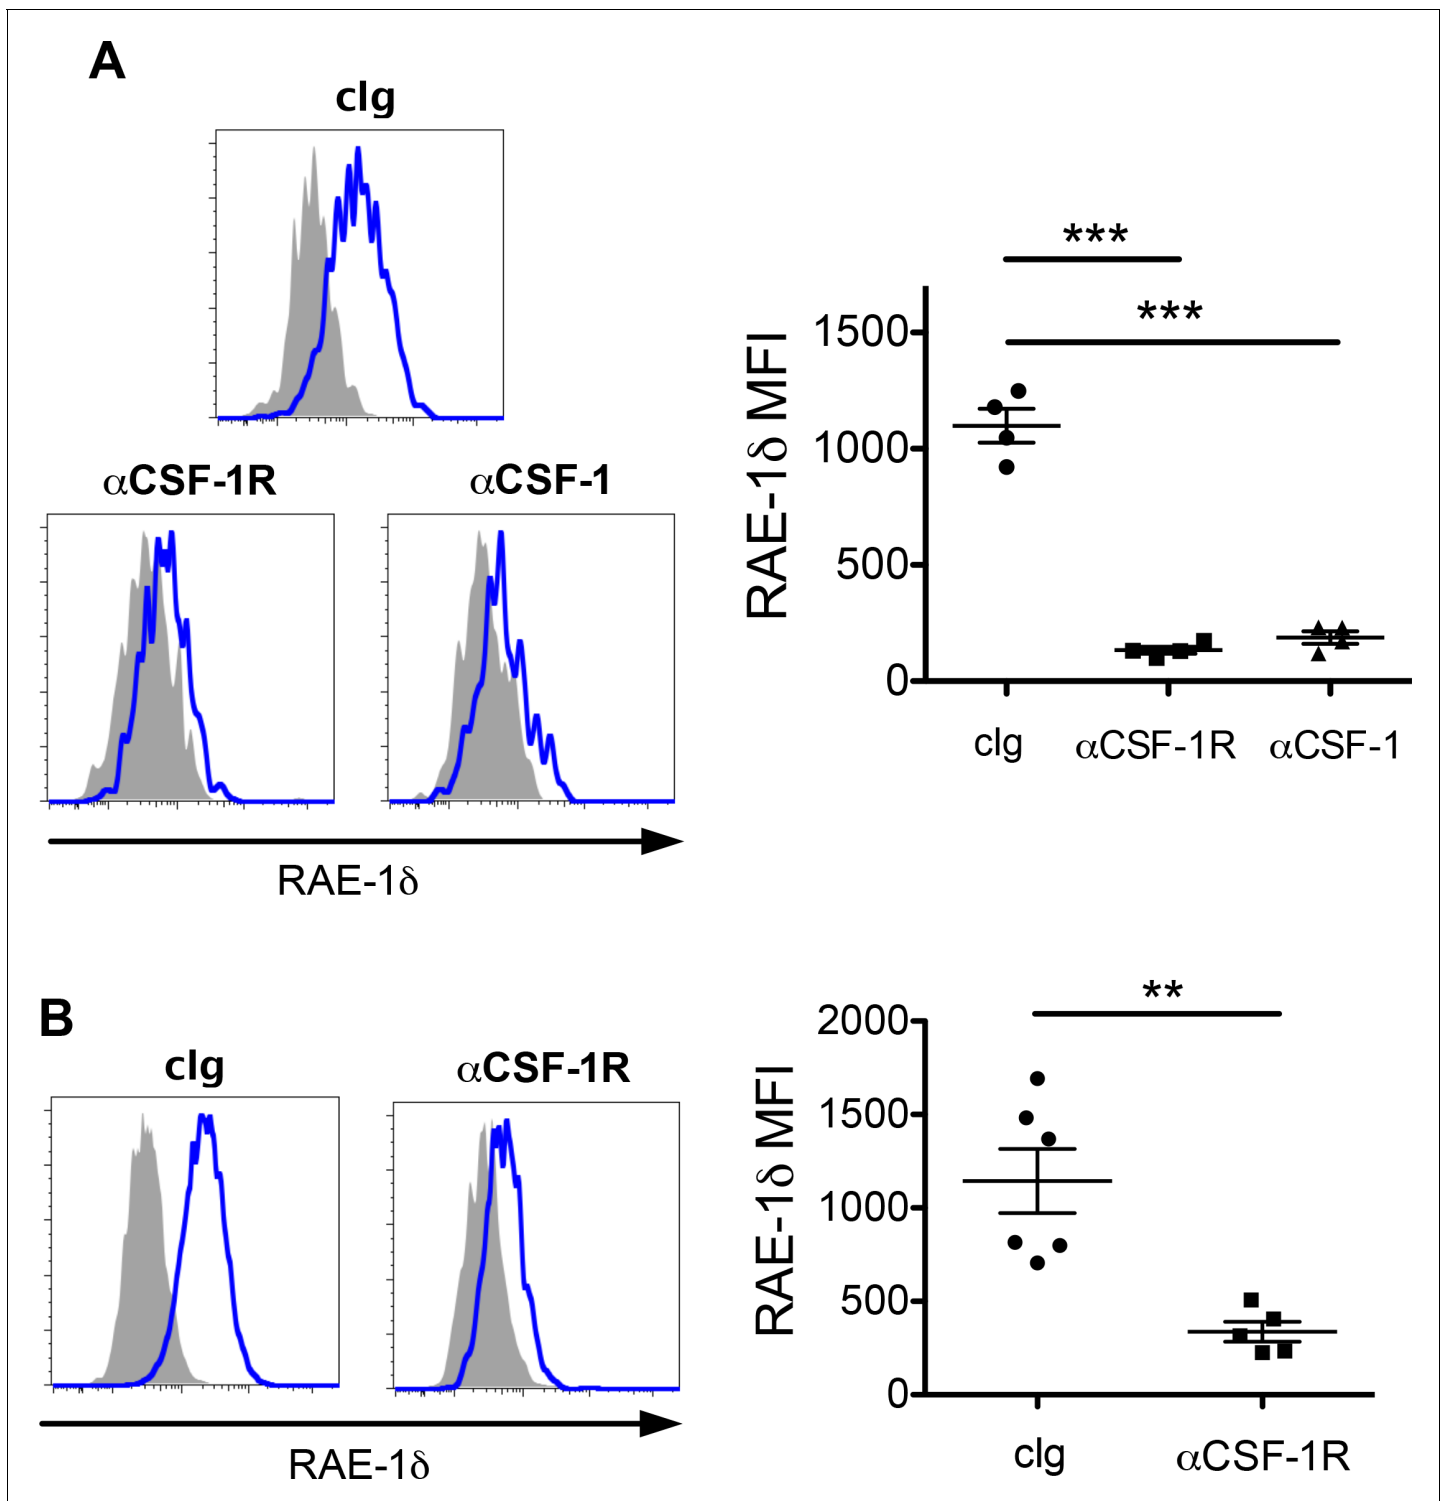 A
cIg
αCSF-1R
αCSF-1
RAE-1δ
***
***
RAE-1δ MFI
1500
1000
500
0
cIg
αCSF-1R
αCSF-1
B
cIg
αCSF-1R
RAE-1δ
**
RAE-1δ MFI
2000
1500
1000
500
0
cIg
αCSF-1R